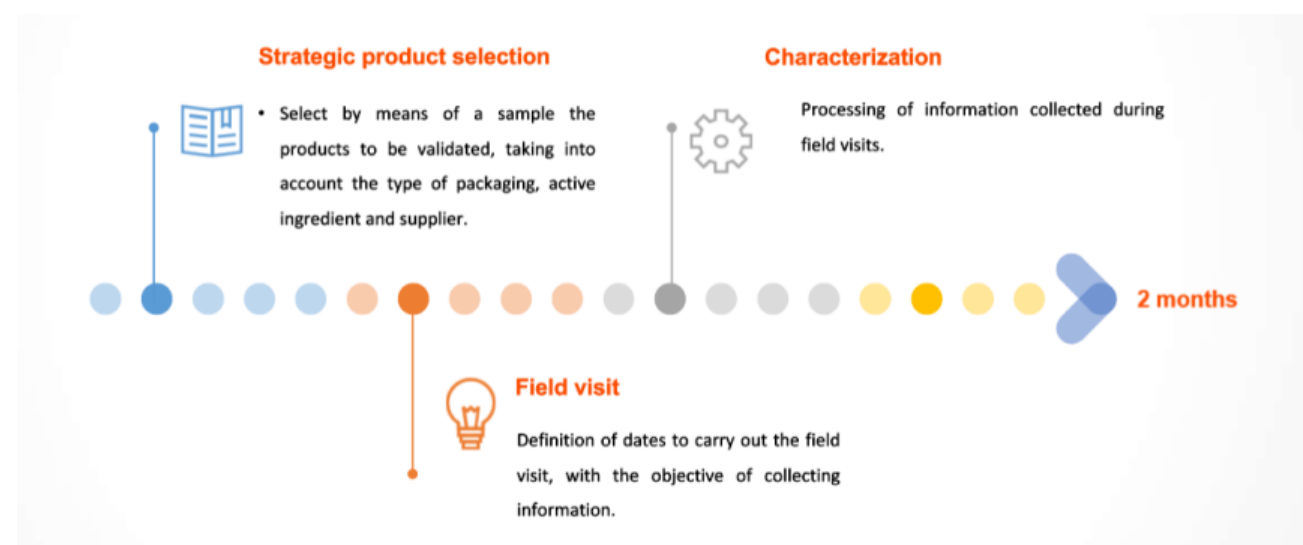 Strategic product selection
• Select by means of a sample the
products to be validated, taking into
account the type of packaging, active
ingredient and supplier.
Characterization
Processing of information collected during
field visits.
2 months
Field visit
Definition of dates to carry out the field
visit, with the objective of collecting
information.